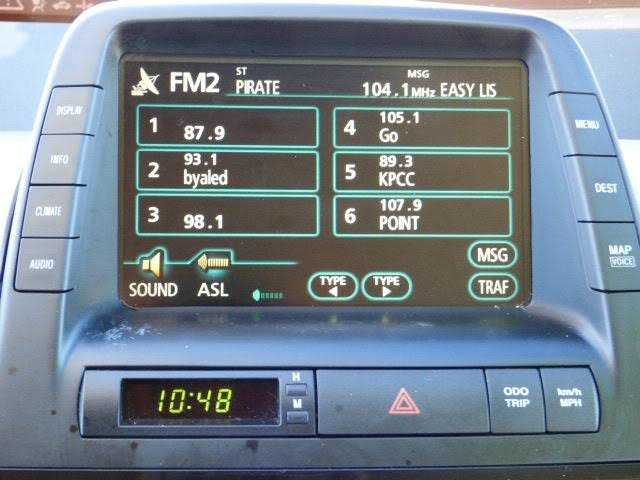 ST MSG
FM2 PIRATE 104.1MHz EASY LIS
DISPLAY
INFO
CLIMATE
AUDIO
1 87.9
2 93.1
byaled
3 98.1
4 105.1
Go
5 89.3
KPCC
6 107.9
POINT
MENU
DEST
MAP
VOICE
SOUND ASL TYPE TYPE MSG
TRAF
10:48
H
M
ODO
TRIP
km/h
MPH